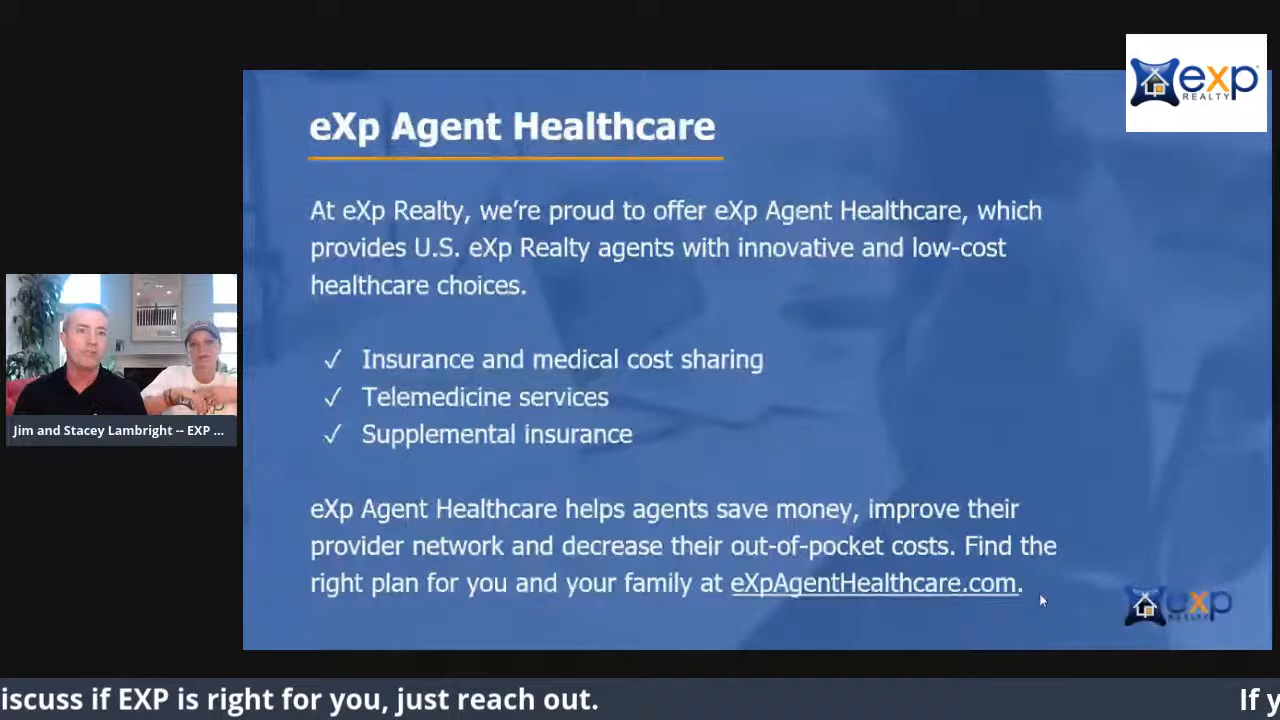 exp
REALTY
eXp Agent Healthcare
At eXp Realty, we're proud to offer eXp Agent Healthcare, which
provides U.S. eXp Realty agents with innovative and low-cost
healthcare choices.
✓ Insurance and medical cost sharing
✓ Telemedicine services
✓ Supplemental insurance
eXp Agent Healthcare helps agents save money, improve their
provider network and decrease their out-of-pocket costs. Find the
right plan for you and your family at eXpAgentHealthcare.com.
Jim and Stacey Lambright -- EXP ...
exp
REALTY
iscuss if EXP is right for you, just reach out. If y